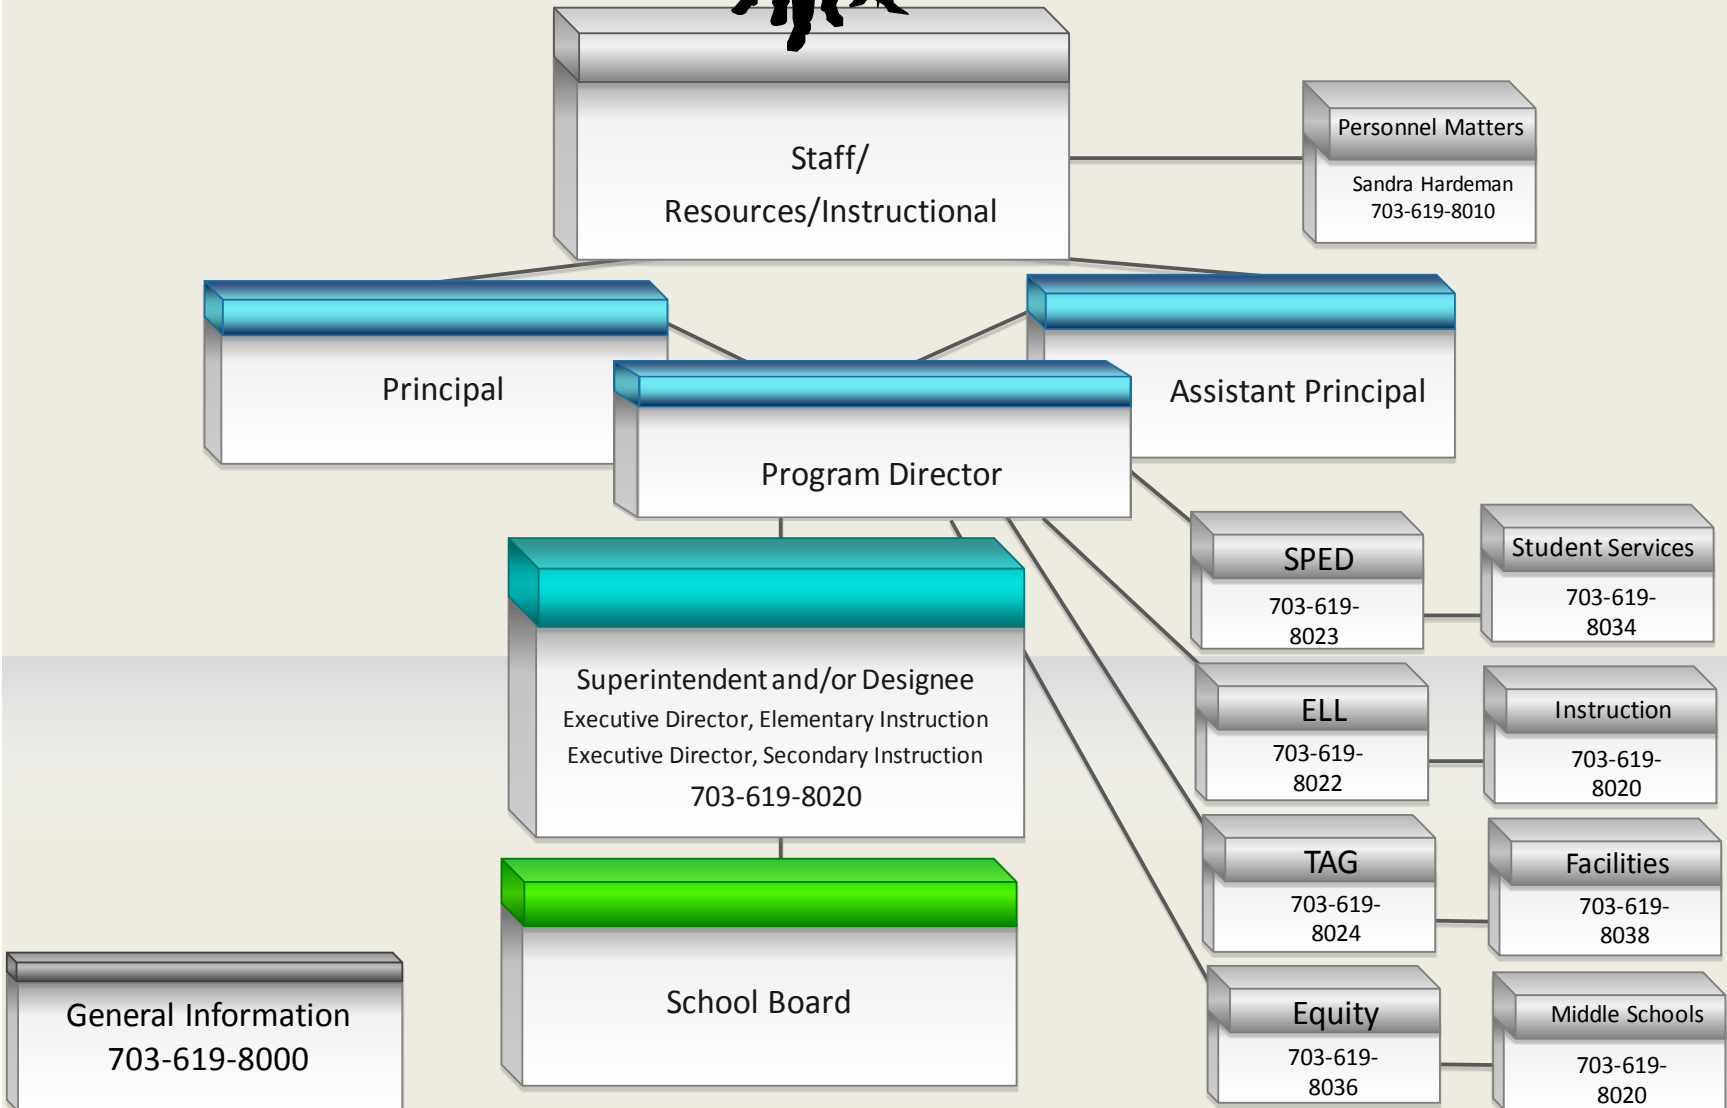 Staff/
Resources/Instructional
Personnel Matters
Sandra Hardeman
703-619-8010
Principal
Assistant Principal
Program Director
SPED
703-619-
8023
Student Services
703-619-
8034
Superintendent and/or Designee
Executive Director, Elementary Instruction
Executive Director, Secondary Instruction
703-619-8020
ELL
703-619-
8022
Instruction
703-619-
8020
TAG
703-619-
8024
Facilities
703-619-
8038
School Board
Equity
703-619-
8036
Middle Schools
703-619-
8020
General Information
703-619-8000